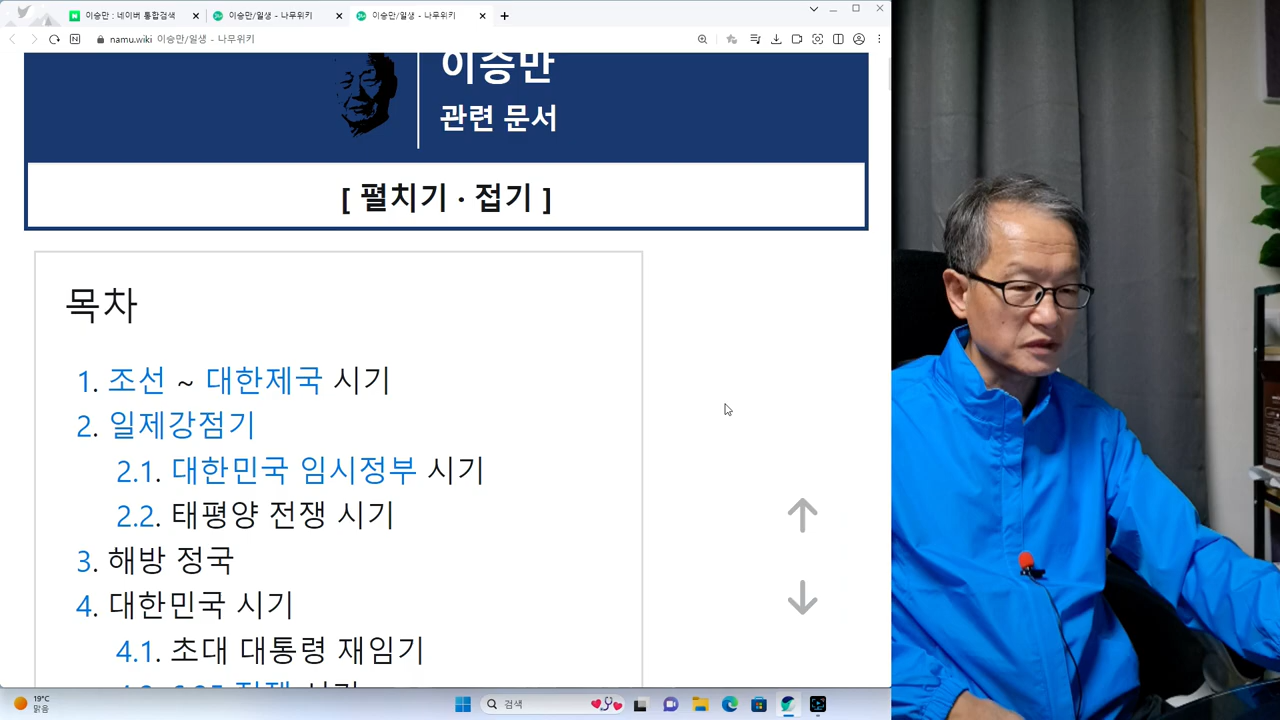 이승만 : 네이버 통합검색
이승만/일생 - 나무위키
이승만/일생 - 나무위키
namu.wiki 이승만/일생 - 나무위키
이승만
관련 문서
[ 펼치기 · 접기 ]
목차
1. 조선 ~ 대한제국 시기
2. 일제강점기
2.1. 대한민국 임시정부 시기
2.2. 태평양 전쟁 시기
3. 해방 정국
4. 대한민국 시기
4.1. 초대 대통령 재임기
19°C
맑음
검색